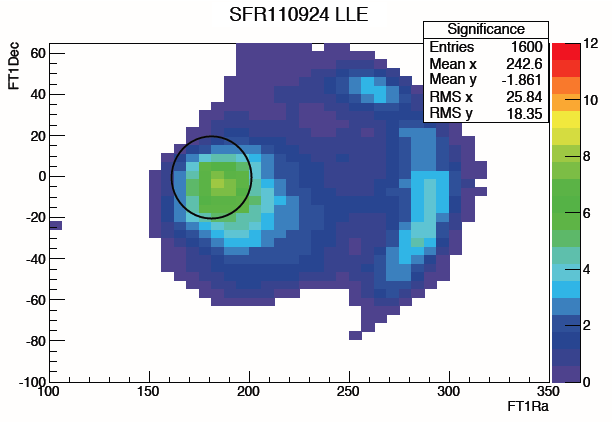 SFR110924 LLE
Significance
Entries 1600
Mean x 242.6
Mean y -1.861
RMS x 25.84
RMS y 18.35
FT1Dec
60
40
20
0
-20
-40
-60
-80
-100
100 150 200 250 300 350
FT1Ra
12
10
8
6
4
2
0